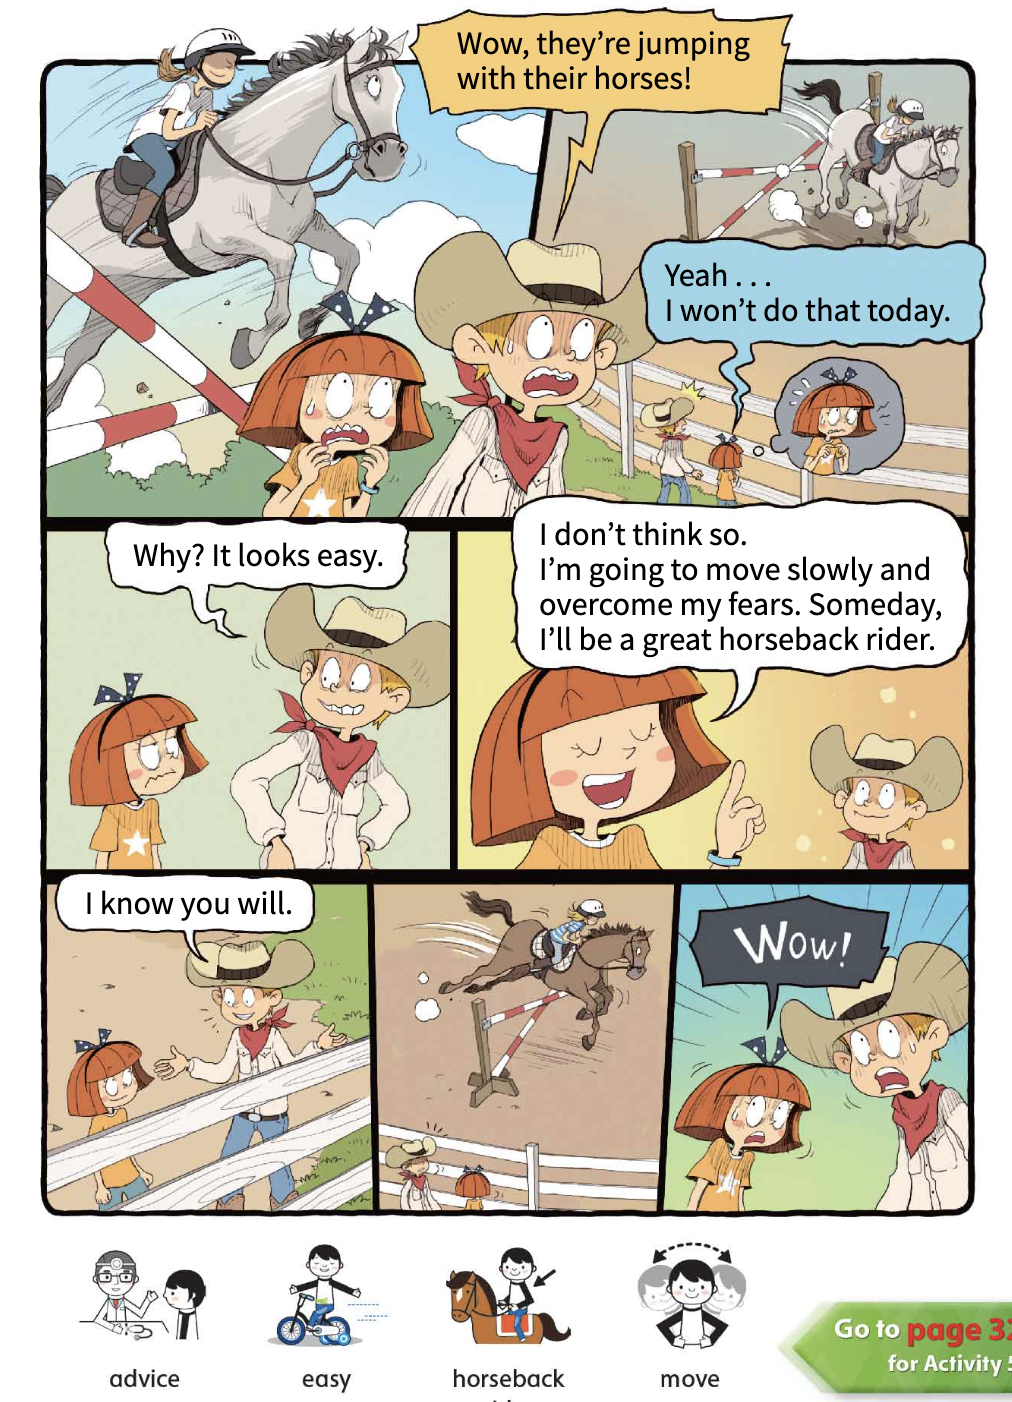 Wow, they're jumping
with their horses!
Yeah . . .
I won't do that today.
Why? It looks easy.
I don't think so.
I'm going to move slowly and
overcome my fears. Someday,
I'll be a great horseback rider.
I know you will.
Wow!
advice
easy
horseback
move
Go to page 32
for Activity 5